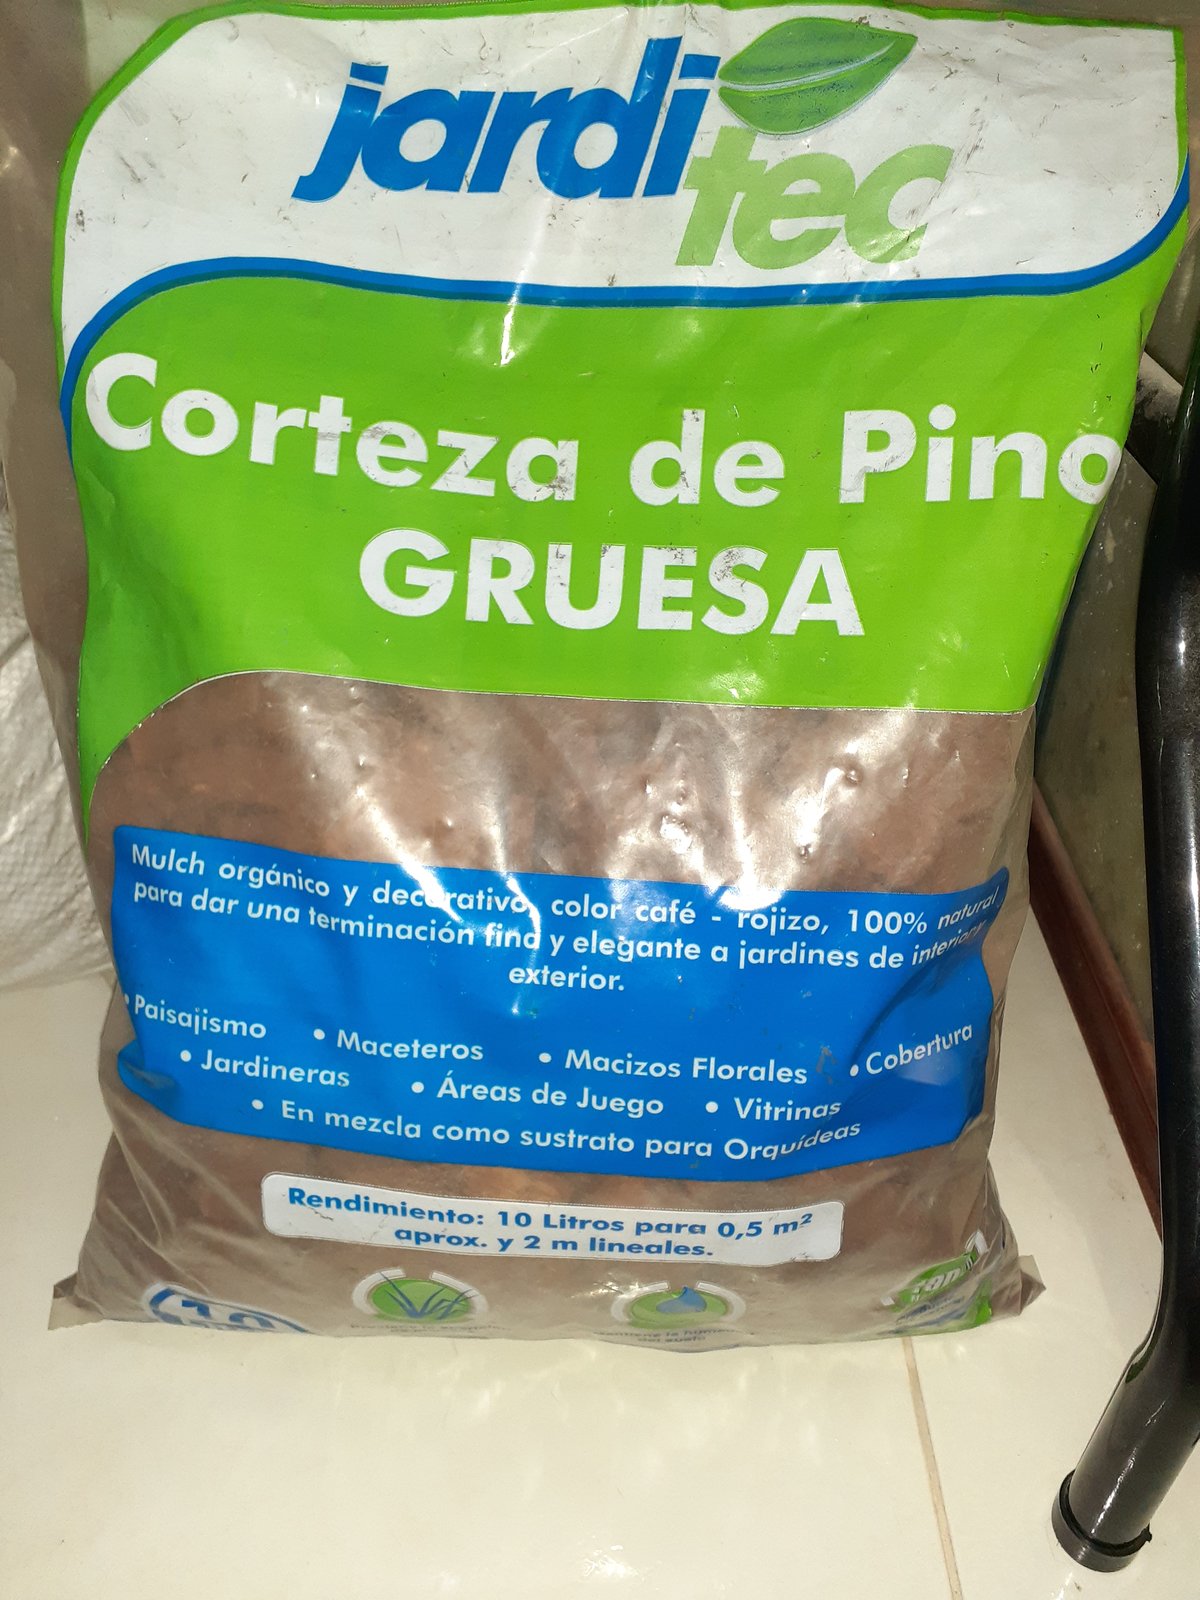 jarditec
Corteza de Pino
GRUESA
Mulch orgánico y decorativo, color café - rojizo, 100% natural
para dar una terminación fina y elegante a jardines de interior y
exterior.
• Paisajismo • Maceteros • Macizos Florales • Cobertura
• Jardineras • Áreas de Juego • Vitrinas
• En mezcla como sustrato para Orquídeas
Rendimiento: 10 Litros para 0,5 m²
aprox. y 2 m lineales.
10